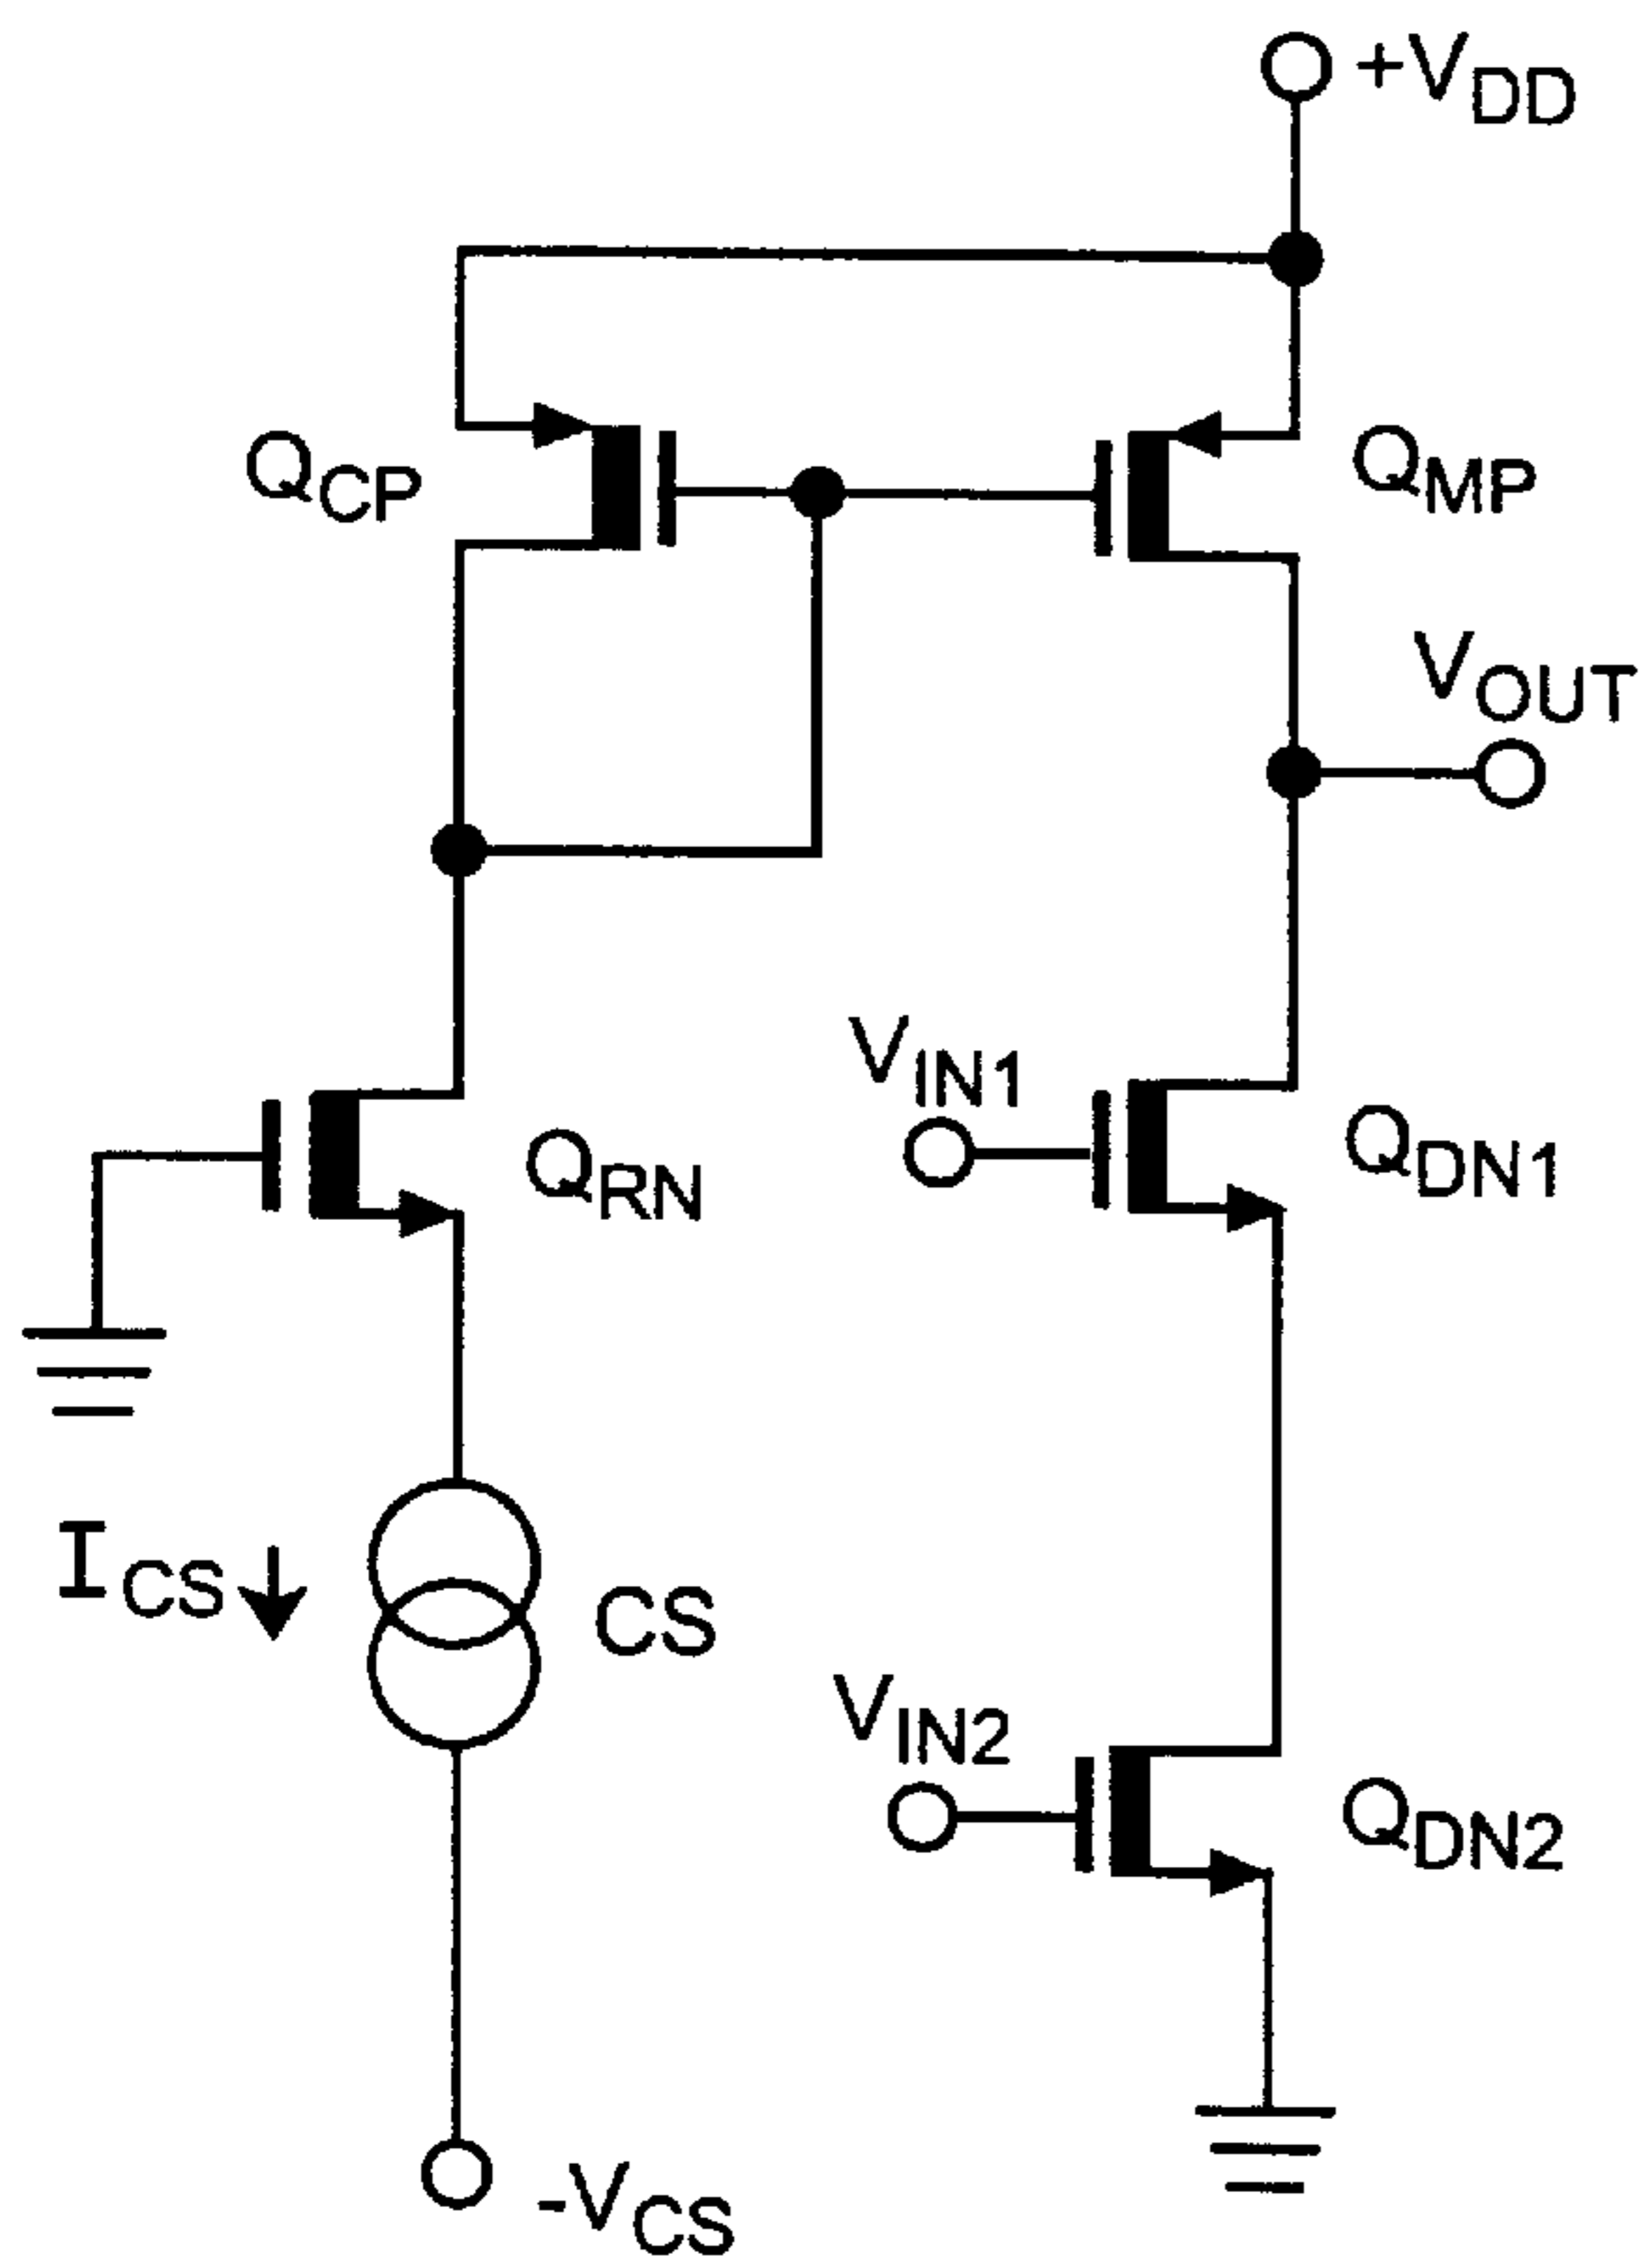 +VDD
QCP
QMP
VOUT
VIN1
QDN1
QRN
ICS
CS
VIN2
QDN2
-VCS